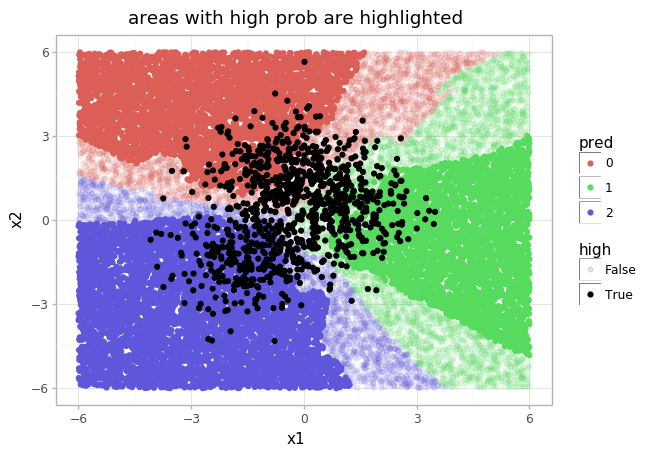 areas with high prob are highlighted
6
3
0
−3
−6
x2
−6
−3
0
3
6
x1
pred
0
1
2
high
False
True